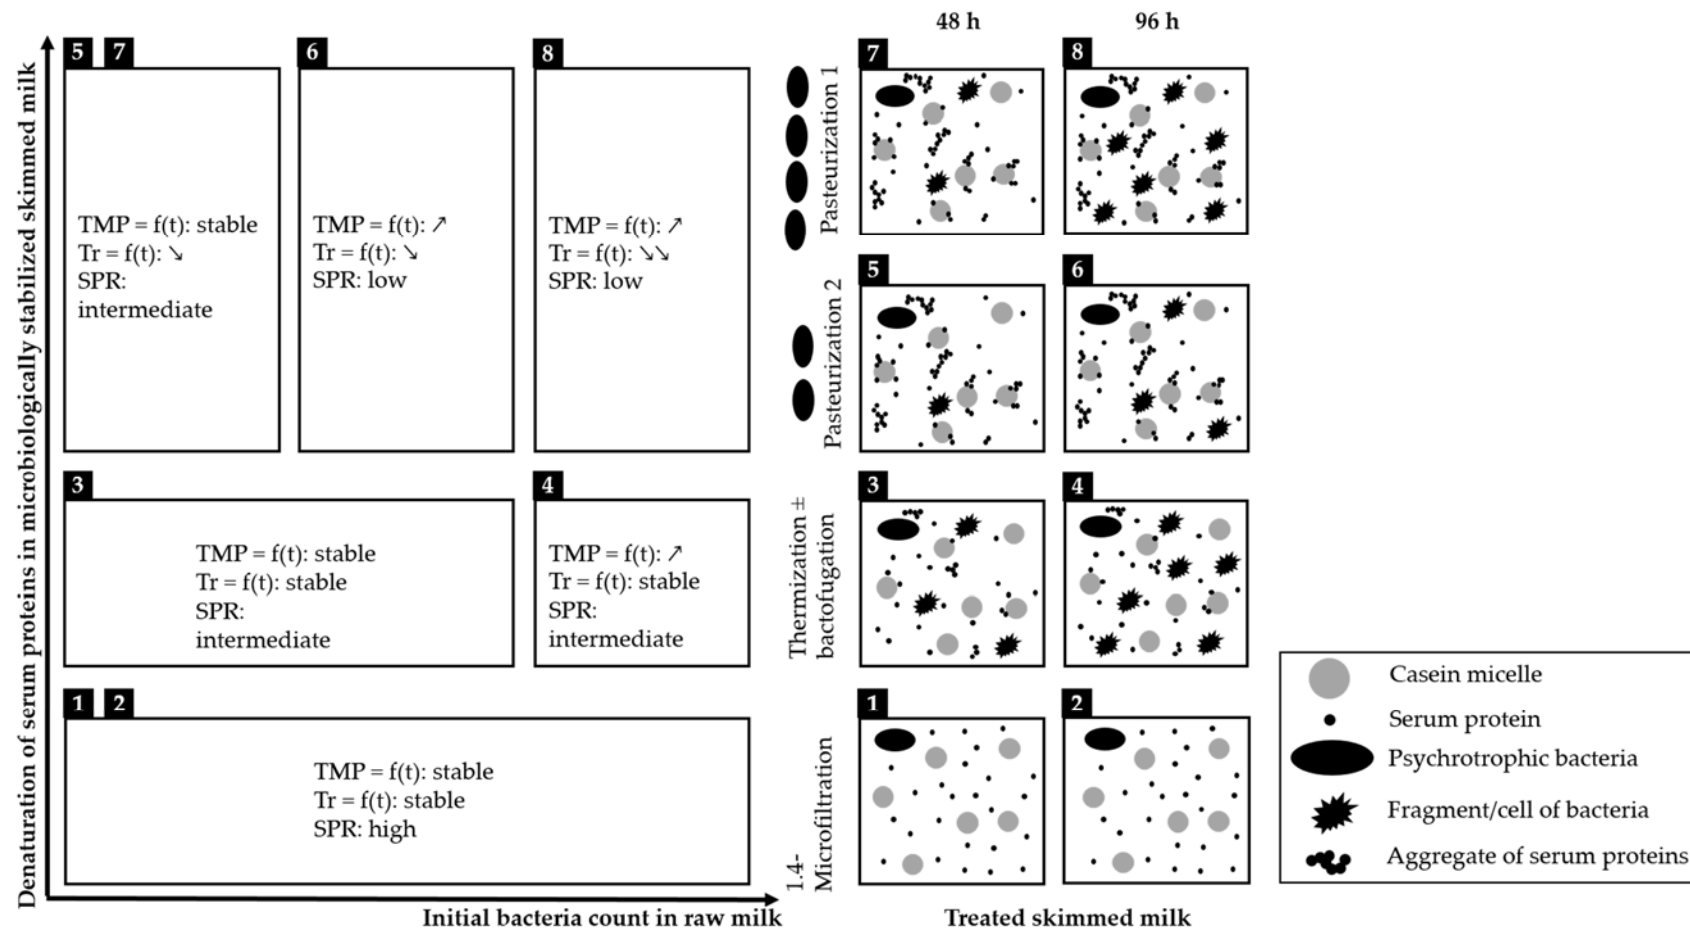 48 h
96 h
Denaturation of serum proteins in microbiologically stabilized skimmed milk
5 7
TMP = f(t): stable
Tr = f(t): ↘
SPR:
intermediate
6
TMP = f(t): ↗
Tr = f(t): ↘
SPR: low
8
TMP = f(t): ↗
Tr = f(t): ↘↘
SPR: low
3
TMP = f(t): stable
Tr = f(t): stable
SPR:
intermediate
4
TMP = f(t): ↗
Tr = f(t): stable
SPR:
intermediate
1 2
TMP = f(t): stable
Tr = f(t): stable
SPR: high
Initial bacteria count in raw milk
Pasteurization 1
7
8
Pasteurization 2
5
6
Thermization ±
bactofugation
3
4
1.4-
Microfiltration
1
2
Treated skimmed milk
Casein micelle
Serum protein
Psychrotrophic bacteria
Fragment/cell of bacteria
Aggregate of serum proteins